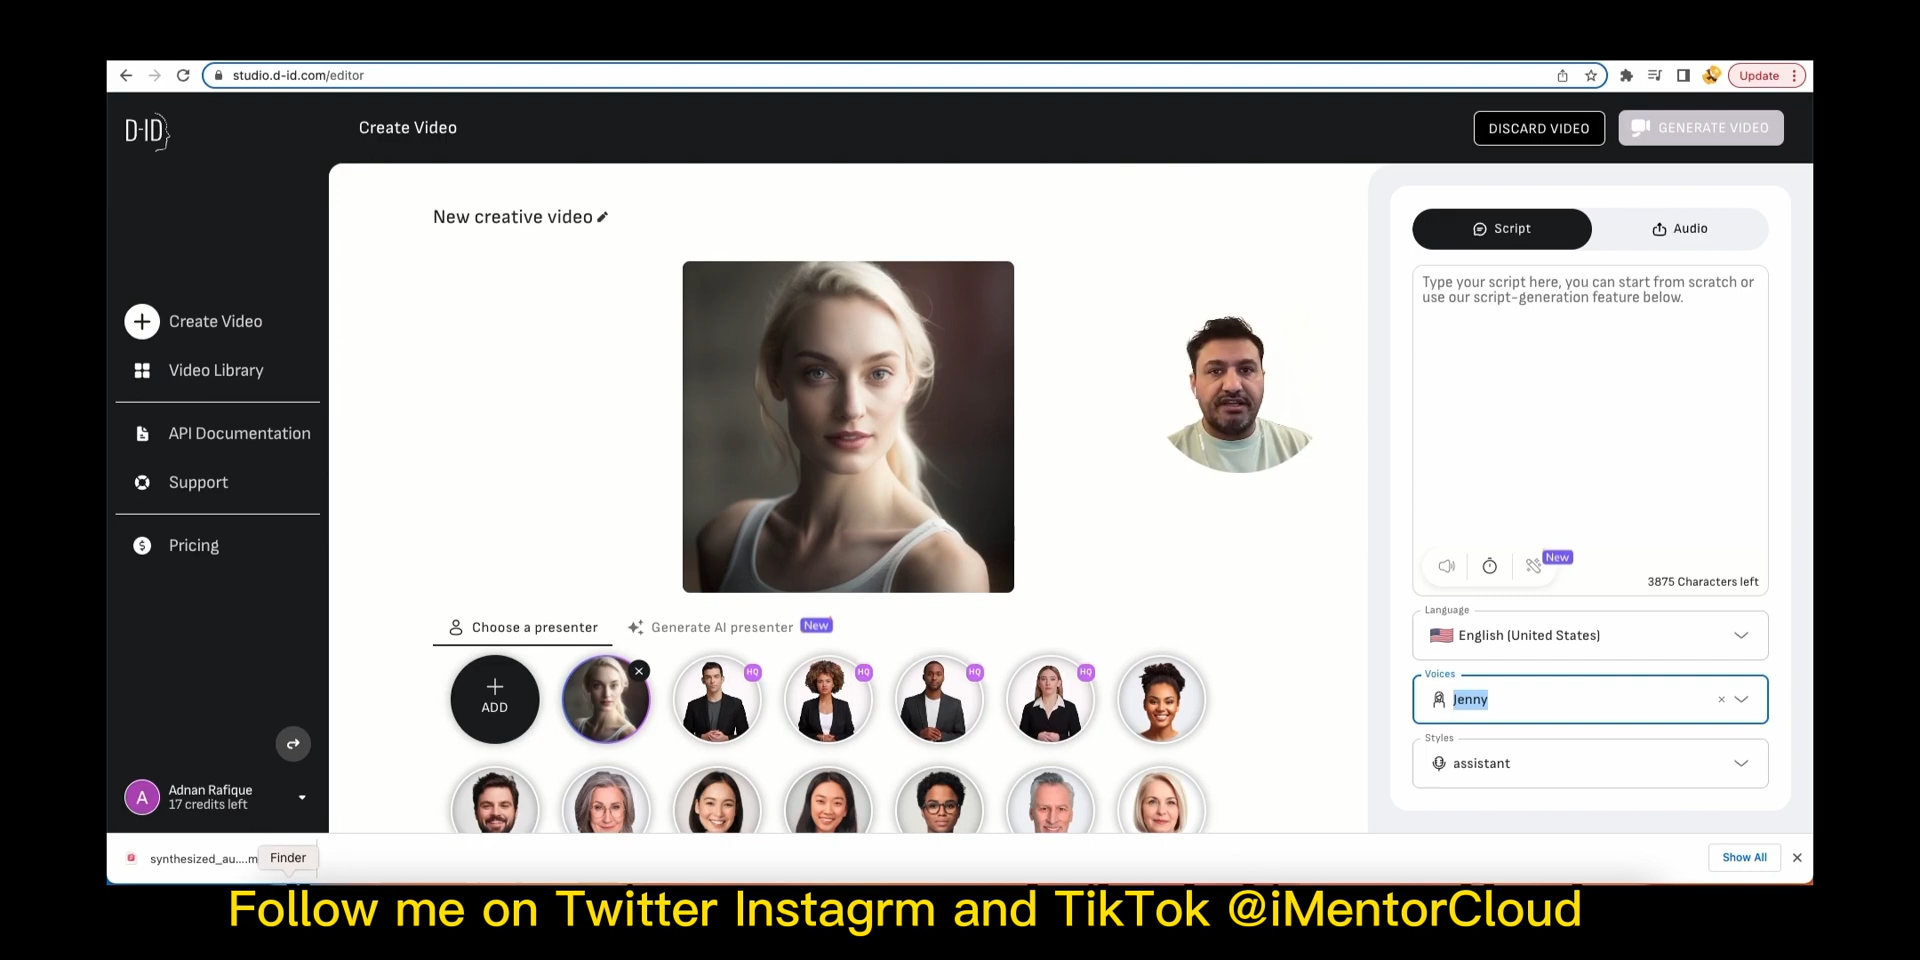 studio.d-id.com/editor
Update
D-ID
Create Video
DISCARD VIDEO
GENERATE VIDEO
Create Video
Video Library
API Documentation
Support
Pricing
A
Adnan Rafique
17 credits left
New creative video
Choose a presenter
Generate AI presenter New
ADD
HQ
HQ
HQ
HQ
Script
Audio
Type your script here, you can start from scratch or
use our script-generation feature below.
New
3875 Characters left
Language
English (United States)
Voices
Jenny
Styles
assistant
synthesized_au....m
Finder
Show All
Follow me on Twitter Instagrm and TikTok @iMentorCloud